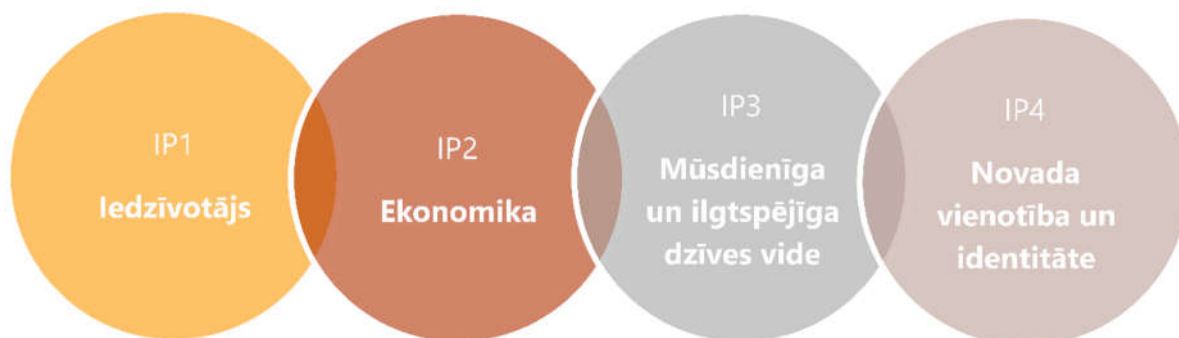 IP1
Iedzīvotājs
IP2
Ekonomika
IP3
Mūsdienīga
un ilgtspējīga
dzīves vide
IP4
Novada
vienotība un
identitāte